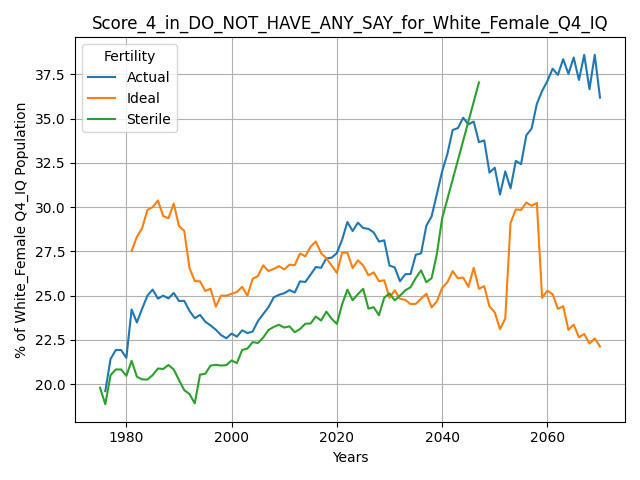 Score_4_in_DO_NOT_HAVE_ANY_SAY_for_White_Female_Q4_IQ
Fertility
Actual
Ideal
Sterile
% of White_Female Q4_IQ Population
37.5
35.0
32.5
30.0
27.5
25.0
22.5
20.0
1980
2000
2020
2040
2060
Years